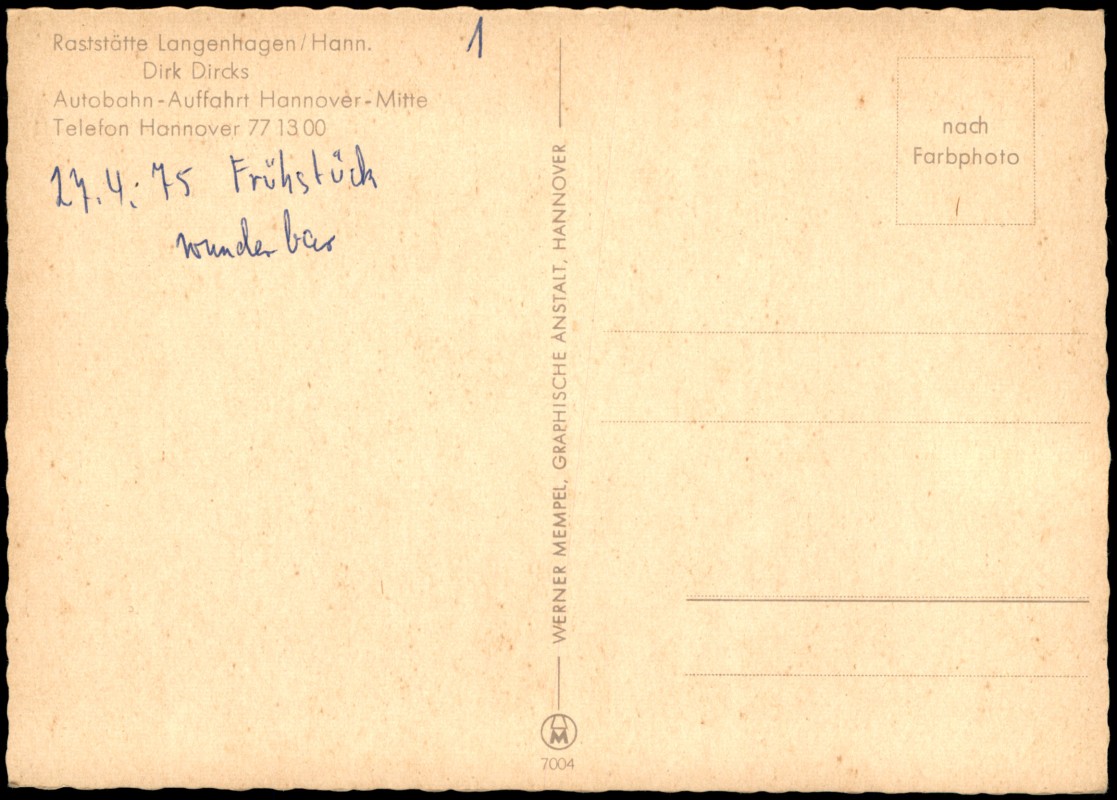 Raststätte Langenhagen/Hann.
Dirk Dircks
Autobahn-Auffahrt Hannover-Mitte
Telefon Hannover 77 13 00
1
27.4.75 Frühstück
wunderbar
WERNER MEMPEL, GRAPHISCHE ANSTALT, HANNOVER
M
7004
nach
Farbphoto